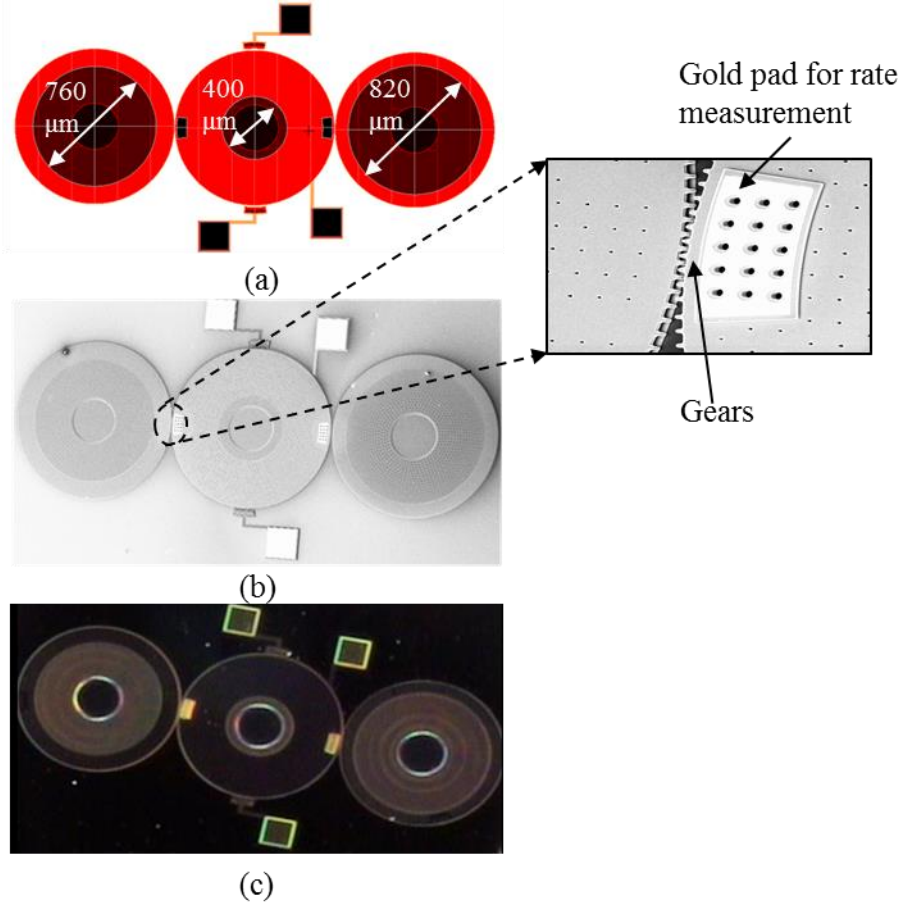 760
μm
400
μm
820
μm
Gold pad for rate
measurement
(a)
Gears
(b)
(c)